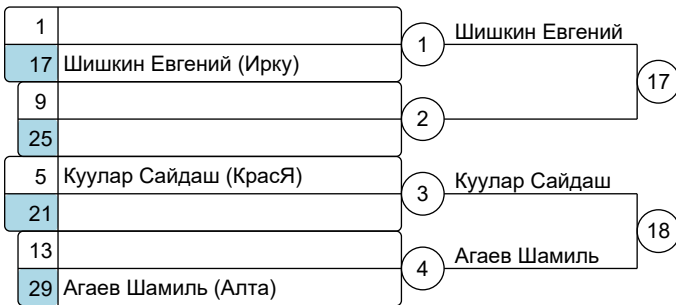 1
1 Шишкин Евгений
17 Шишкин Евгений (Ирку)
17
9
2
25
5 Куулар Сайдаш (КрасЯ)
3 Куулар Сайдаш
21
18
13
4 Агаев Шамиль
29 Агаев Шамиль (Алта)